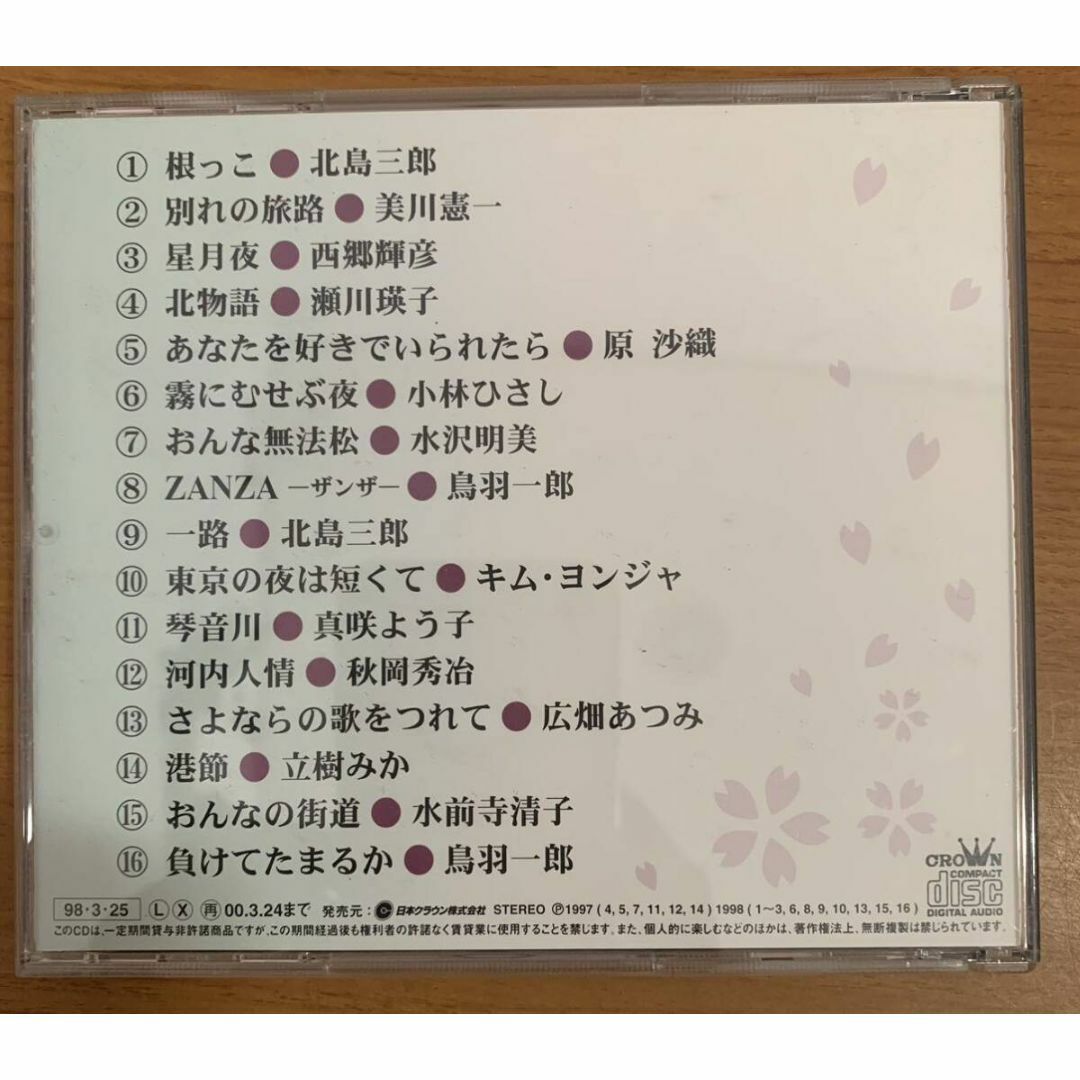 ① 根っこ ● 北島三郎
② 別れの旅路 ● 美川憲一
③ 星月夜 ● 西郷輝彦
④ 北物語 ● 瀬川瑛子
⑤ あなたを好きでいられたら ● 原 沙織
⑥ 霧にむせぶ夜 ● 小林ひさし
⑦ おんな無法松 ● 水沢明美
⑧ ZANZA ―ザンザ― ● 鳥羽一郎
⑨ 一路 ● 北島三郎
⑩ 東京の夜は短くて ● キム・ヨンジャ
⑪ 琴音川 ● 真咲よう子
⑫ 河内人情 ● 秋岡秀治
⑬ さよならの歌をつれて ● 広畑あつみ
⑭ 港節 ● 立樹みか
⑮ おんなの街道 ● 水前寺清子
⑯ 負けてたまるか ● 鳥羽一郎
CROWN
COMPACT
disc
DIGITAL AUDIO
98・3・25 Ⓛ Ⓧ ㊢ 00.3.24まで 発売元：日本クラウン株式会社 STEREO Ⓟ1997 ( 4, 5, 7, 11, 12, 14 ) 1998 ( 1〜3, 6, 8, 9, 10, 13, 15, 16 )
このCDは、一定期間貸与非許諾商品ですが、この期間経過後も権利者の許諾なく賃貸業に使用することを禁じます。また、個人的に楽しむなどのほかは、著作権法上、無断複製は禁じられています。